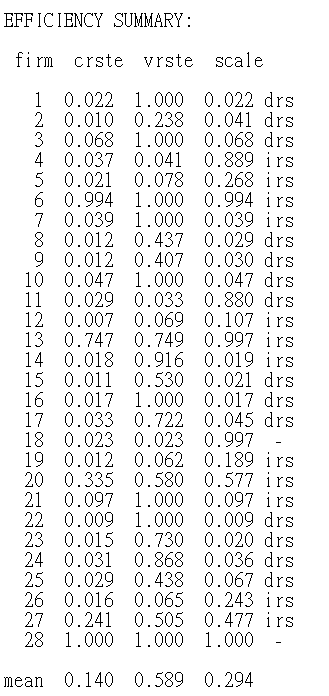 EFFICIENCY SUMMARY:
firm crste vrste scale
1 0.022 1.000 0.022 drs
2 0.010 0.238 0.041 drs
3 0.068 1.000 0.068 drs
4 0.037 0.041 0.889 irs
5 0.021 0.078 0.268 irs
6 0.994 1.000 0.994 irs
7 0.039 1.000 0.039 irs
8 0.012 0.437 0.029 drs
9 0.012 0.407 0.030 drs
10 0.047 1.000 0.047 drs
11 0.029 0.033 0.880 drs
12 0.007 0.069 0.107 irs
13 0.747 0.749 0.997 irs
14 0.018 0.916 0.019 irs
15 0.011 0.530 0.021 drs
16 0.017 1.000 0.017 drs
17 0.033 0.722 0.045 drs
18 0.023 0.023 0.997 -
19 0.012 0.062 0.189 irs
20 0.335 0.580 0.577 irs
21 0.097 1.000 0.097 irs
22 0.009 1.000 0.009 drs
23 0.015 0.730 0.020 drs
24 0.031 0.868 0.036 drs
25 0.029 0.438 0.067 drs
26 0.016 0.065 0.243 irs
27 0.241 0.505 0.477 irs
28 1.000 1.000 1.000 -
mean 0.140 0.589 0.294